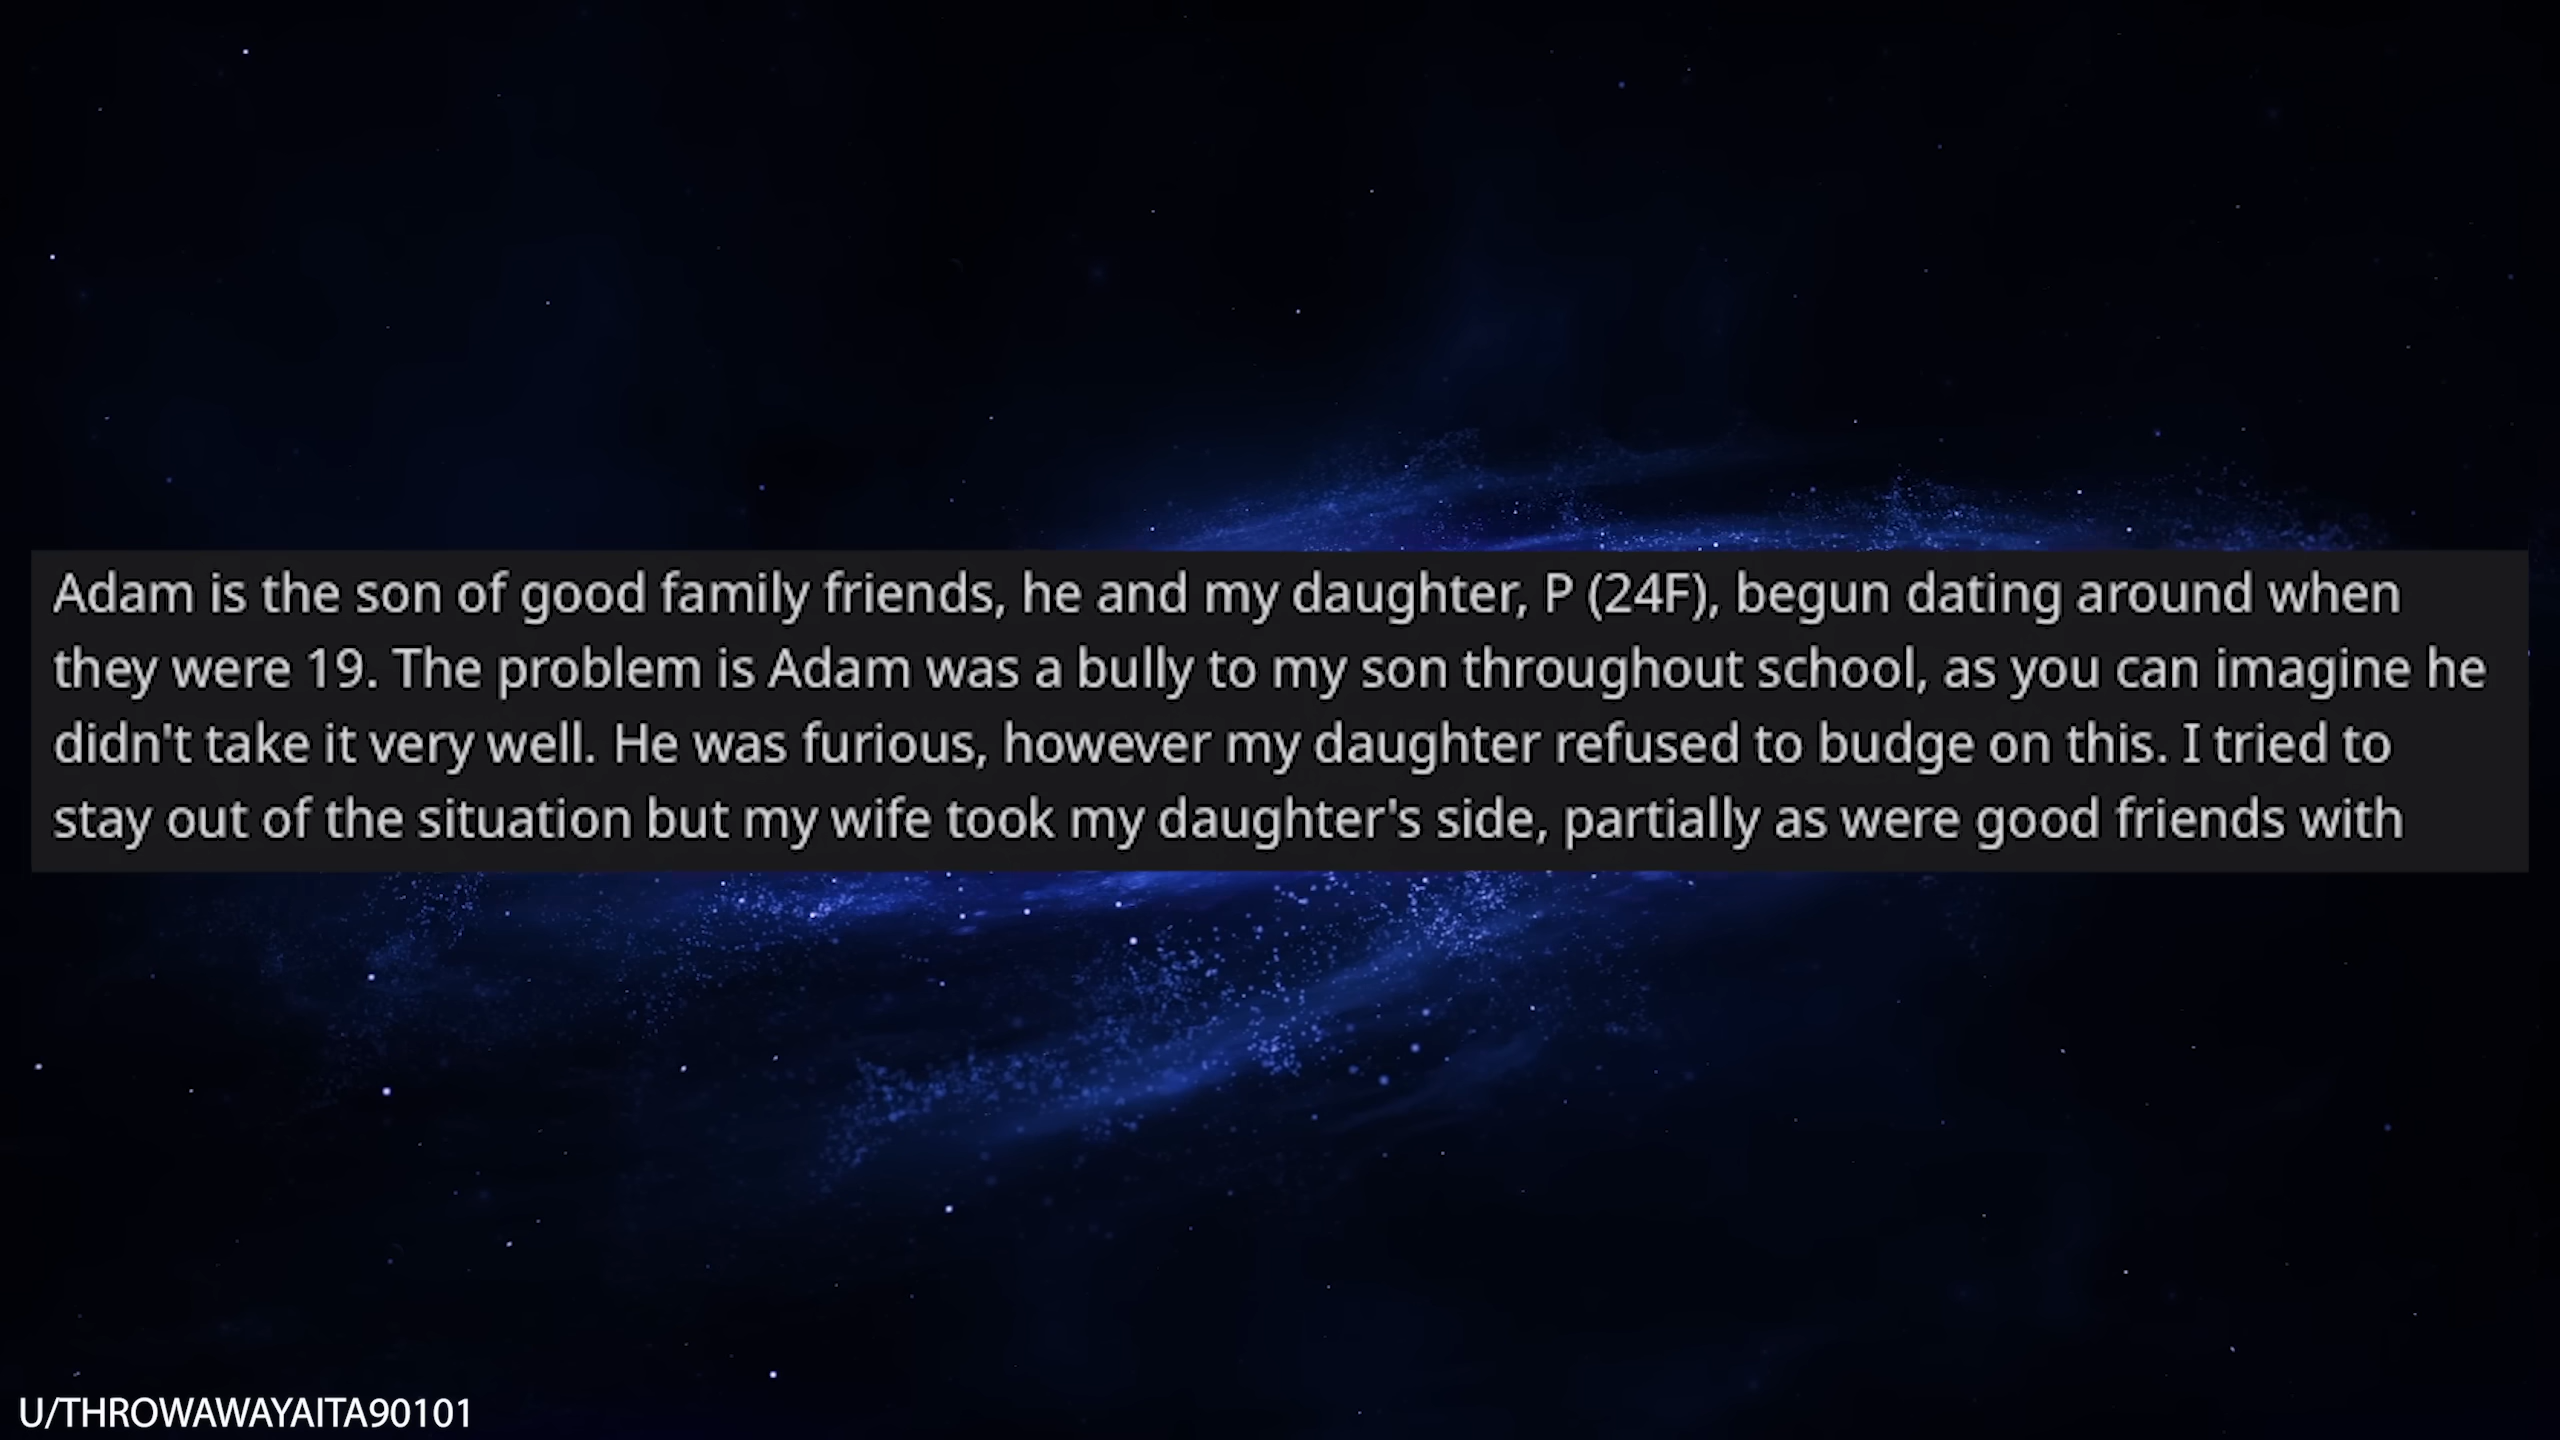 Adam is the son of good family friends, he and my daughter, P (24F), begun dating around when
they were 19. The problem is Adam was a bully to my son throughout school, as you can imagine he
didn't take it very well. He was furious, however my daughter refused to budge on this. I tried to
stay out of the situation but my wife took my daughter's side, partially as were good friends with
U/THROWAWAYAITA90101